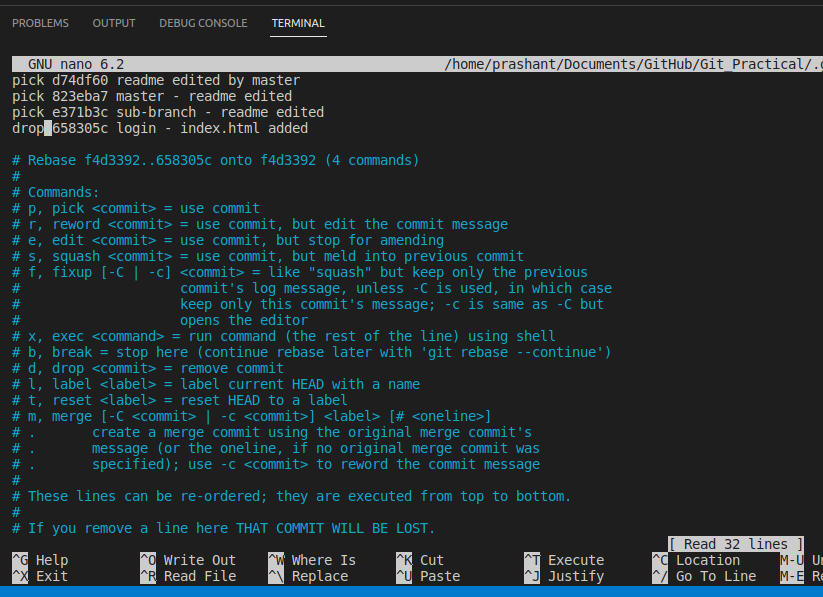 PROBLEMS OUTPUT DEBUG CONSOLE TERMINAL
GNU nano 6.2 /home/prashant/Documents/GitHub/Git_Practical/.
pick d74df60 readme edited by master
pick 823eba7 master - readme edited
pick e371b3c sub-branch - readme edited
drop 658305c login - index.html added
# Rebase f4d3392..658305c onto f4d3392 (4 commands)
#
# Commands:
# p, pick <commit> = use commit
# r, reword <commit> = use commit, but edit the commit message
# e, edit <commit> = use commit, but stop for amending
# s, squash <commit> = use commit, but meld into previous commit
# f, fixup [-C | -c] <commit> = like "squash" but keep only the previous
# commit's log message, unless -C is used, in which case
# keep only this commit's message; -c is same as -C but
# opens the editor
# x, exec <command> = run command (the rest of the line) using shell
# b, break = stop here (continue rebase later with 'git rebase --continue')
# d, drop <commit> = remove commit
# l, label <label> = label current HEAD with a name
# t, reset <label> = reset HEAD to a label
# m, merge [-C <commit> | -c <commit>] <label> [# <oneline>]
# . create a merge commit using the original merge commit's
# . message (or the oneline, if no original merge commit was
# . specified); use -c <commit> to reword the commit message
#
# These lines can be re-ordered; they are executed from top to bottom.
#
# If you remove a line here THAT COMMIT WILL BE LOST.
[ Read 32 lines ]
^G Help ^O Write Out ^W Where Is ^K Cut ^T Execute ^C Location M-U
^X Exit ^R Read File ^\ Replace ^U Paste ^J Justify ^/ Go To Line M-E